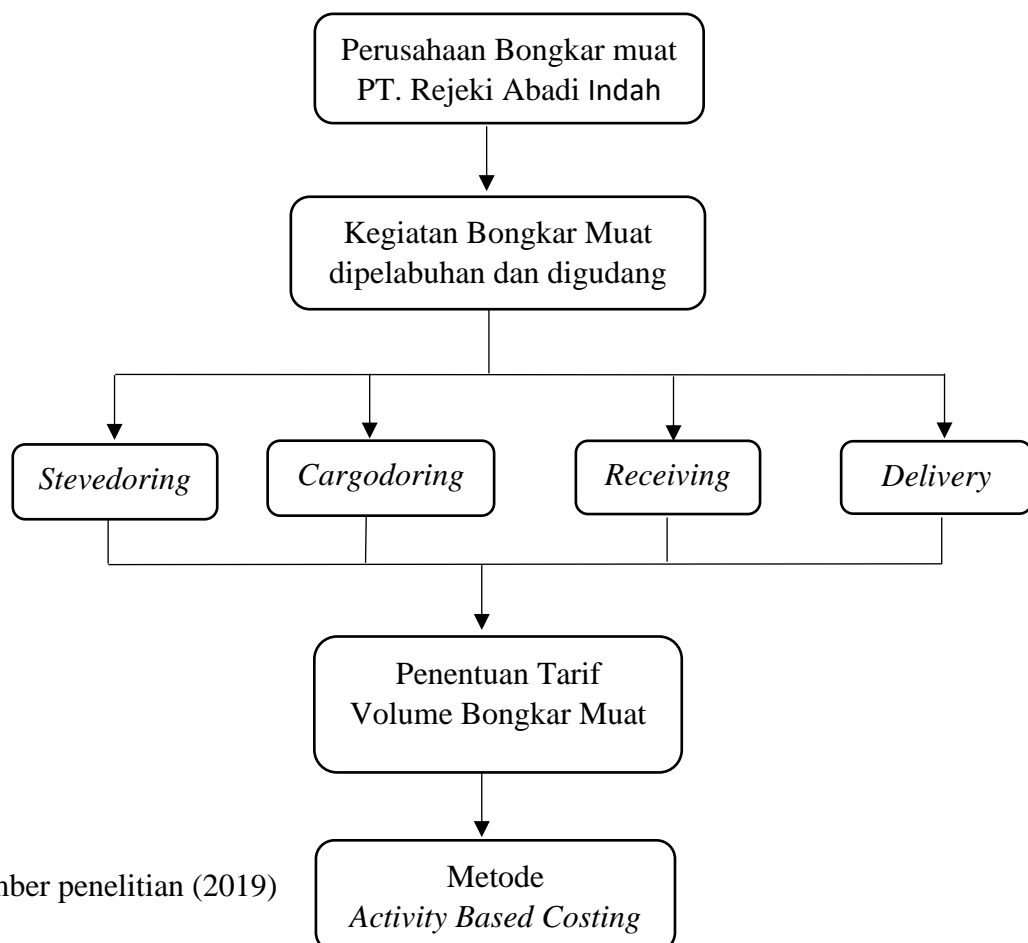 Perusahaan Bongkar muat
PT. Rejeki Abadi Indah
Kegiatan Bongkar Muat
dipelabuhan dan digudang
Stevedoring
Cargodoring
Receiving
Delivery
Penentuan Tarif
Volume Bongkar Muat
penelitian (2019)
Metode
Activity Based Costing